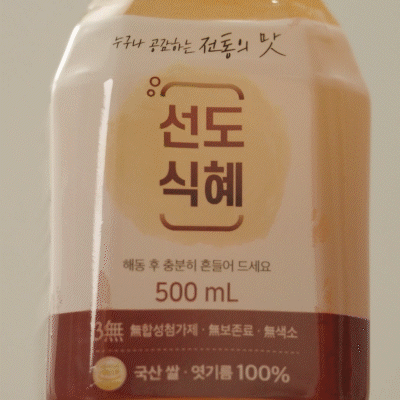 누구나 공감하는 전통의 맛
선도
식혜
해동 후 충분히 흔들어 드세요
500 mL
3無 無합성첨가제 · 無보존료 · 無색소
국산 쌀 · 엿기름 100%